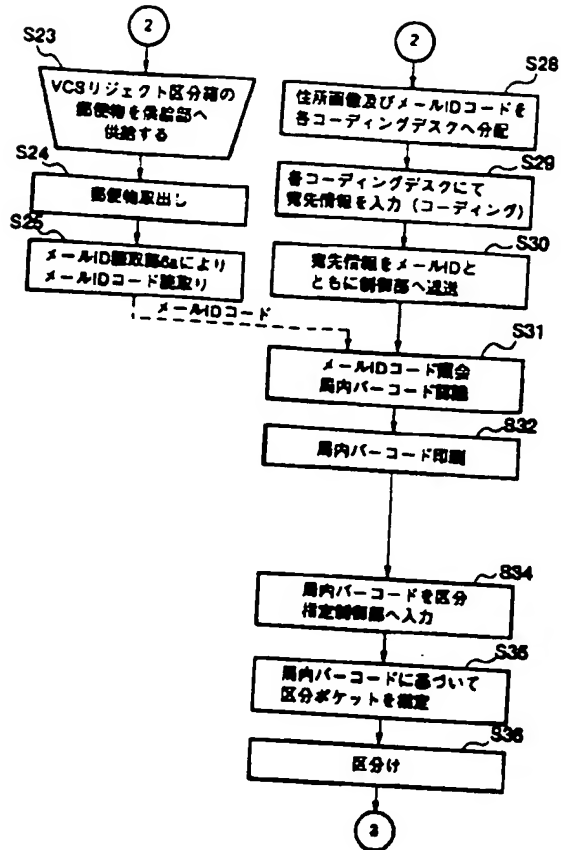 2
S23
VCSリジェクト区分箱の
郵便物を供給部へ
供給する
S24
郵便物取出し
S25
メールID読取部6aにより
メールIDコード読取り
メールIDコード
2
S28
住所画像及びメールIDコードを
各コーディングデスクへ分配
S29
各コーディングデスクにて
宛先情報を入力(コーディング)
S30
宛先情報をメールIDと
ともに制御部へ返送
S31
メールIDコード照会
局内バーコード認識
S32
局内バーコード印刷
S34
局内バーコードを区分
指定制御部へ入力
S35
局内バーコードに基づいて
区分ポケットを指定
S36
区分け
3